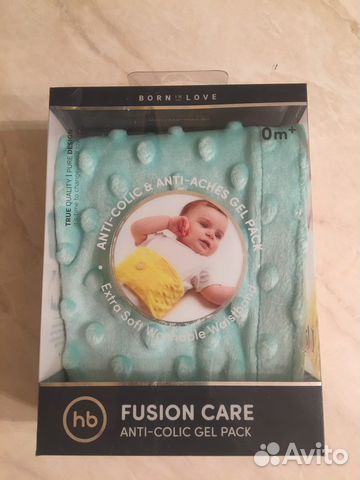 BORN IN LOVE
0m+
TRUE QUALITY | PURE DESIGN
ANTI-COLIC & ANTI-ACHES GEL PACK
Extra Soft Washable Waistband
hb
FUSION CARE
ANTI-COLIC GEL PACK
Avito